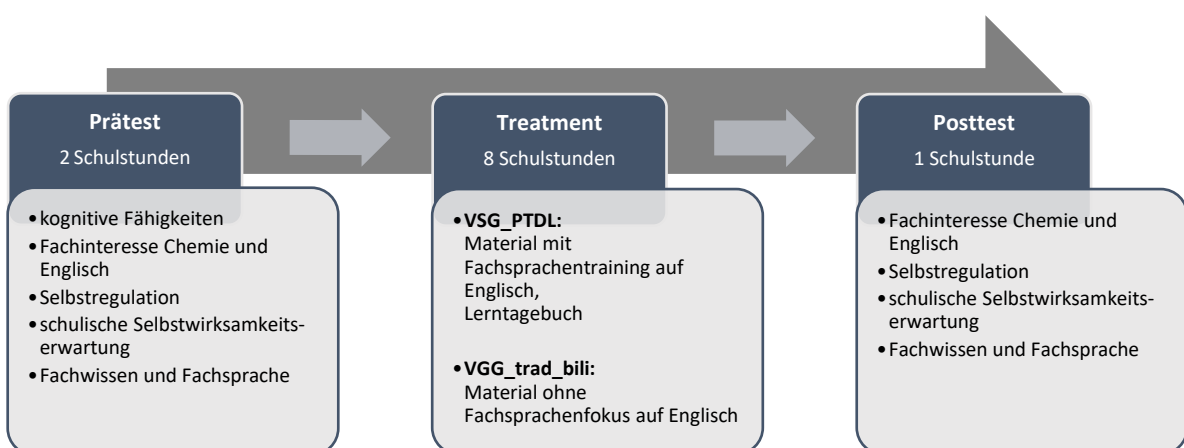 Prätest
2 Schulstunden
•kognitive Fähigkeiten
•Fachinteresse Chemie und
Englisch
•Selbstregulation
•schulische Selbstwirksamkeits-
erwartung
•Fachwissen und Fachsprache
Treatment
8 Schulstunden
•VSG_PTDL:
Material mit
Fachsprachentraining auf
Englisch,
Lerntagebuch
•VGG_trad_bili:
Material ohne
Fachsprachenfokus auf Englisch
Posttest
1 Schulstunde
•Fachinteresse Chemie und
Englisch
•Selbstregulation
•schulische Selbstwirksamkeits-
erwartung
•Fachwissen und Fachsprache